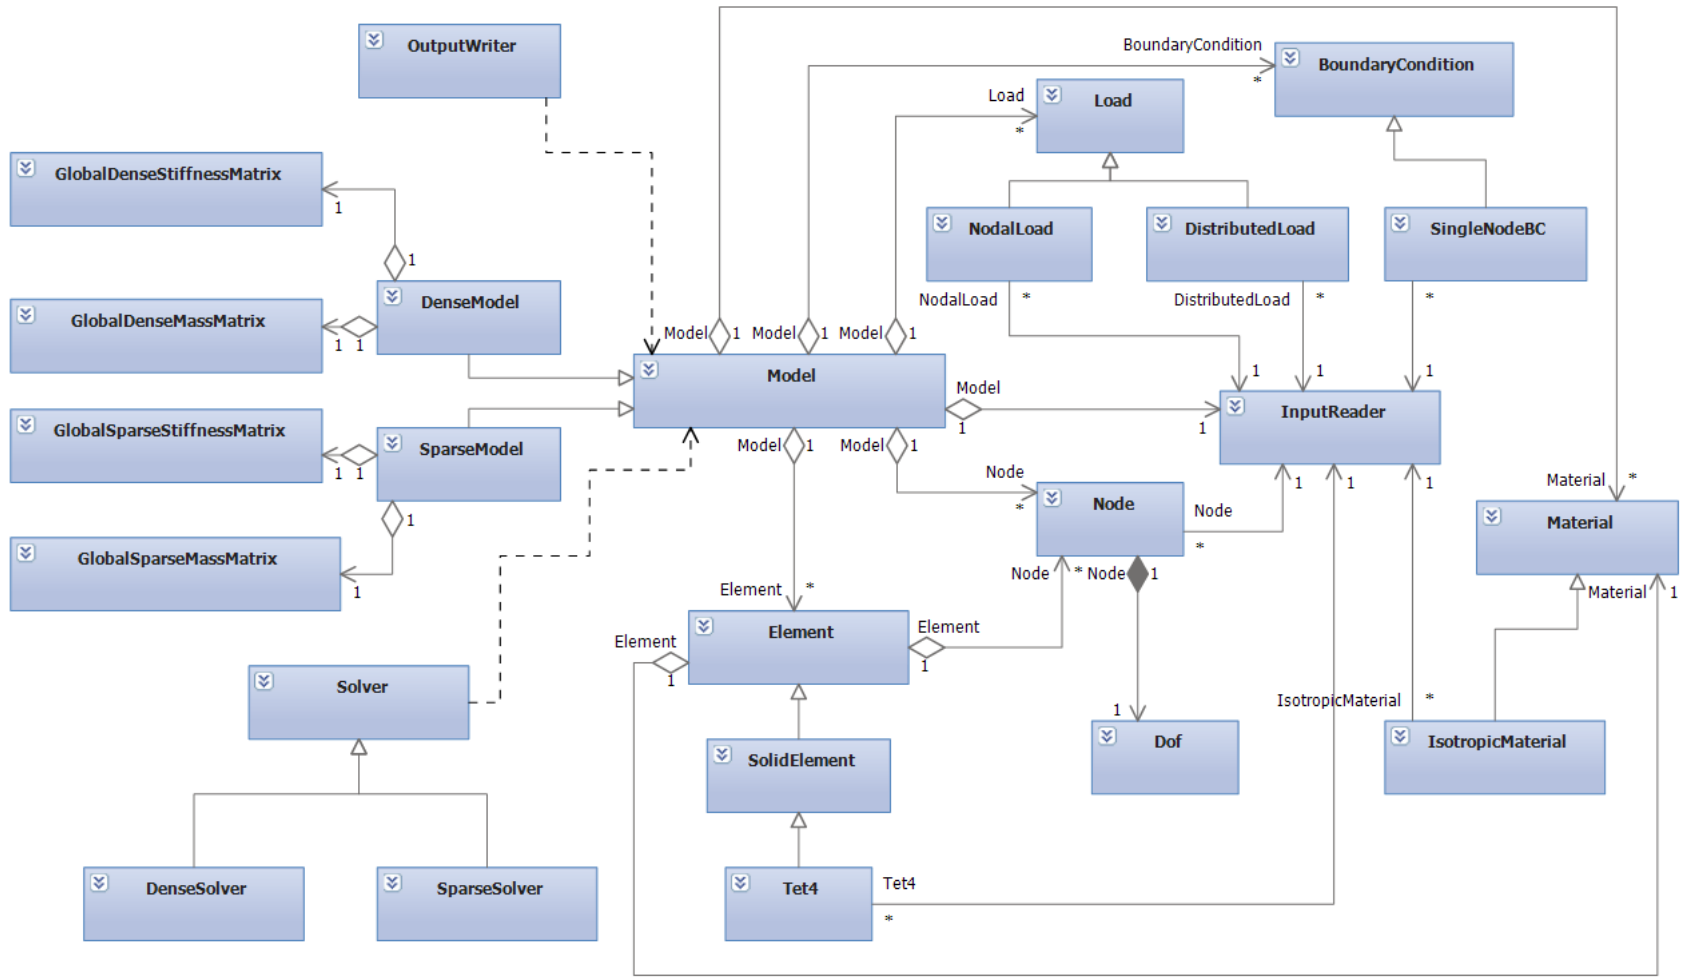 OutputWriter
BoundaryCondition
*
BoundaryCondition
Load
*
Load
GlobalDenseStiffnessMatrix
1
1
DenseModel
GlobalDenseMassMatrix
1
1
NodalLoad
DistributedLoad
SingleNodeBC
NodalLoad
*
DistributedLoad
*
*
Model
1
Model
1
Model
1
Model
1
1
1
Model
1
1
InputReader
GlobalSparseStiffnessMatrix
1
1
SparseModel
1
GlobalSparseMassMatrix
1
Model
1
Model
1
Node
*
Node
Node
*
1
1
1
Material
*
Material
Material
1
Element
*
Node
*
Node
1
Element
Element
1
Element
1
Solver
1
Dof
IsotropicMaterial
*
IsotropicMaterial
SolidElement
DenseSolver
SparseSolver
Tet4
Tet4
*